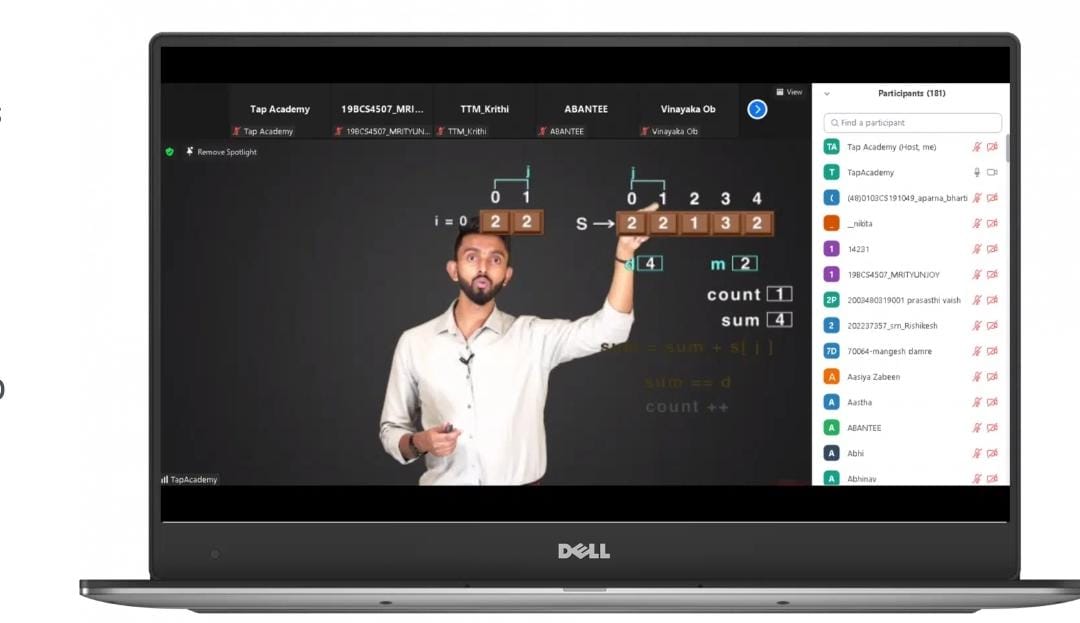 View
Tap Academy 19BCS4507_MRI... TTM_Krithi ABANTEE Vinayaka Ob
Tap Academy 19BCS4507_MRITYUN... TTM_Krithi ABANTEE Vinayaka Ob
Remove Spotlight
j
0 1
i = 0 2 2
j
0 1 2 3 4
S → 2 2 1 3 2
d 4 m 2
count 1
sum 4
sum = sum + s[ j ]
sum == d
count ++
TapAcademy
Participants (181)
Find a participant
TA Tap Academy (Host, me)
T TapAcademy
( (48)0103CS191049_aparna_bharti
_ __nikita
1 14231
1 19BCS4507_MRITYUNJOY
2P 2003480319001 prasasthi vaish
2 202237357_sm_Rishikesh
7D 70064-mangesh damre
A Aasiya Zabeen
A Aastha
A ABANTEE
A Abhi
A Abhinav
DELL